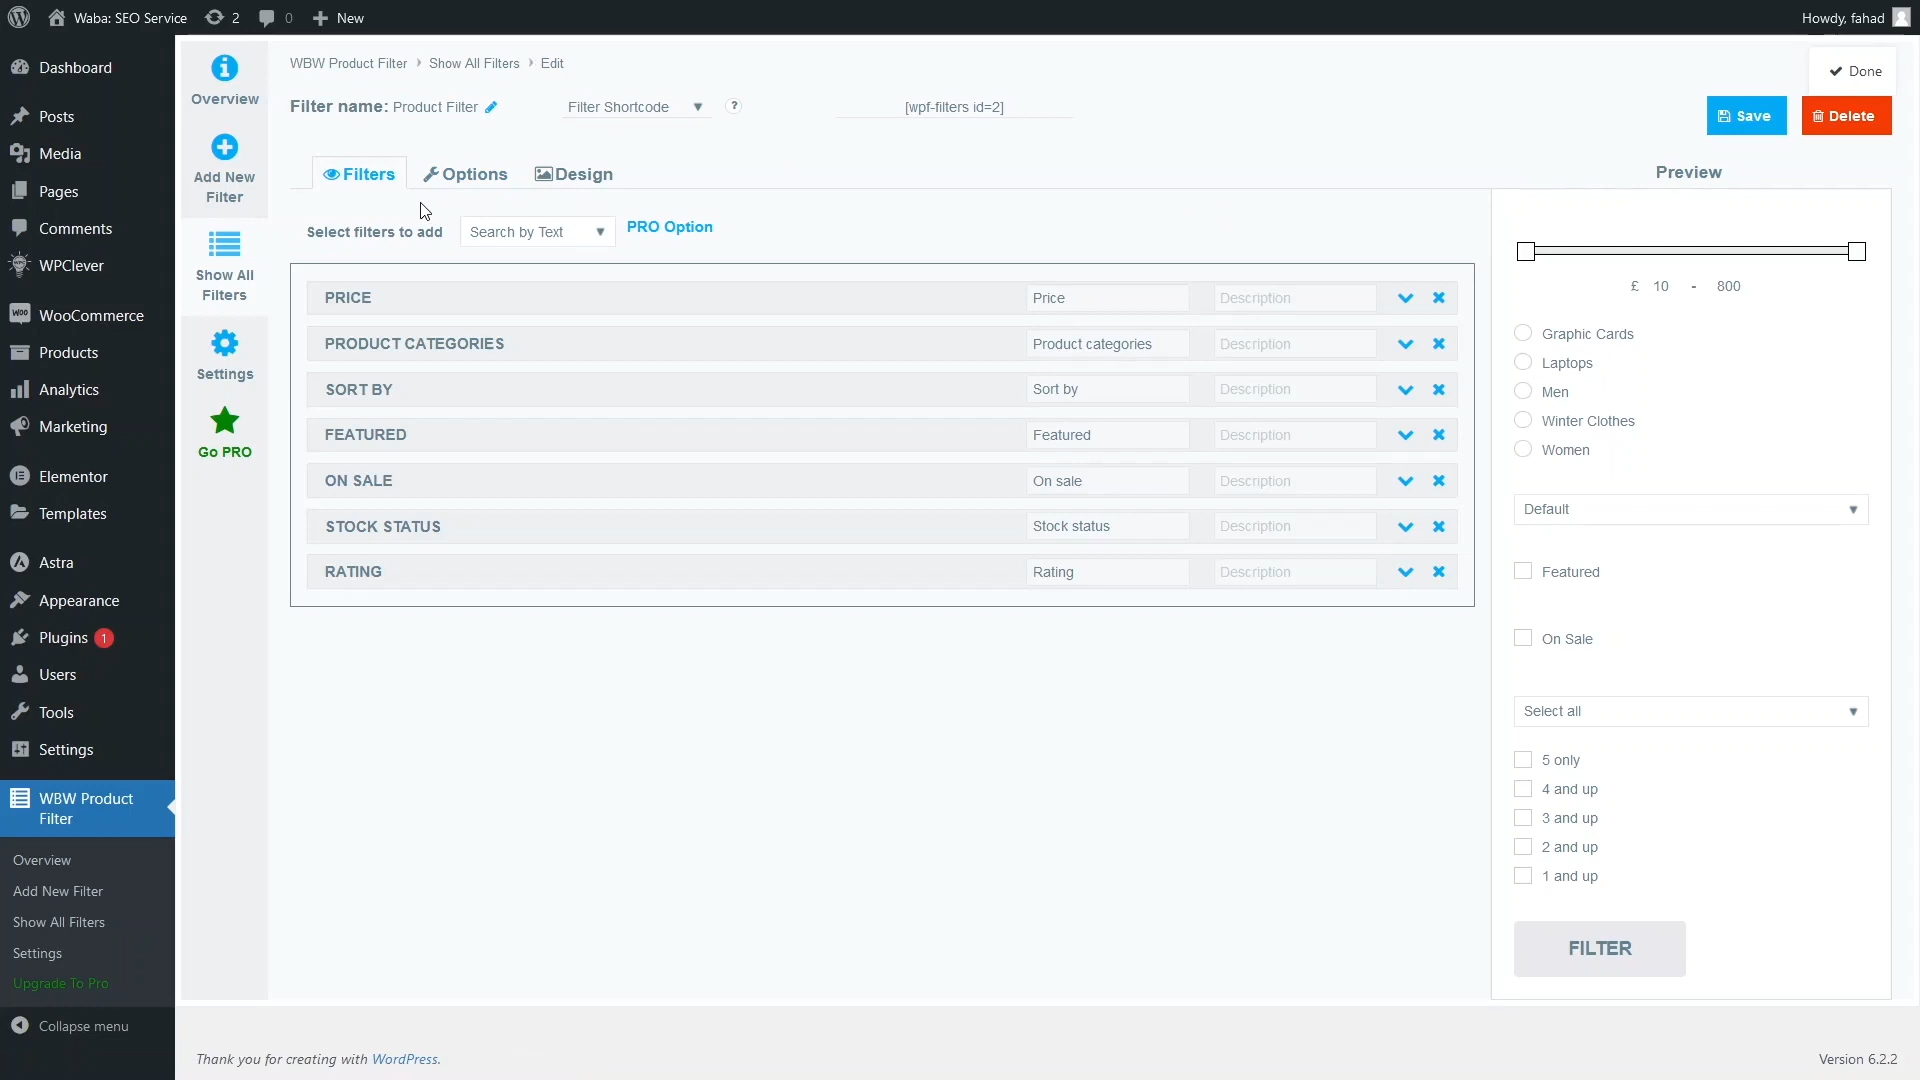 Waba: SEO Service
2
0
New
Howdy, fahad
Dashboard
Posts
Media
Pages
Comments
WPClever
WOO
WooCommerce
Products
Analytics
Marketing
Elementor
Templates
Astra
Appearance
Plugins 1
Users
Tools
Settings
WBW Product
Filter
Overview
Add New Filter
Show All Filters
Settings
Upgrade To Pro
Collapse menu
Overview
Add New
Filter
Show All
Filters
Settings
Go PRO
WBW Product Filter › Show All Filters › Edit
Done
Filter name: Product Filter
Filter Shortcode
?
[wpf-filters id=2]
Save
Delete
Filters
Options
Design
Preview
Select filters to add
Search by Text
PRO Option
PRICE Price Description
PRODUCT CATEGORIES Product categories Description
SORT BY Sort by Description
FEATURED Featured Description
ON SALE On sale Description
STOCK STATUS Stock status Description
RATING Rating Description
£ 10 - 800
Graphic Cards
Laptops
Men
Winter Clothes
Women
Default
Featured
On Sale
Select all
5 only
4 and up
3 and up
2 and up
1 and up
FILTER
Thank you for creating with WordPress.
Version 6.2.2